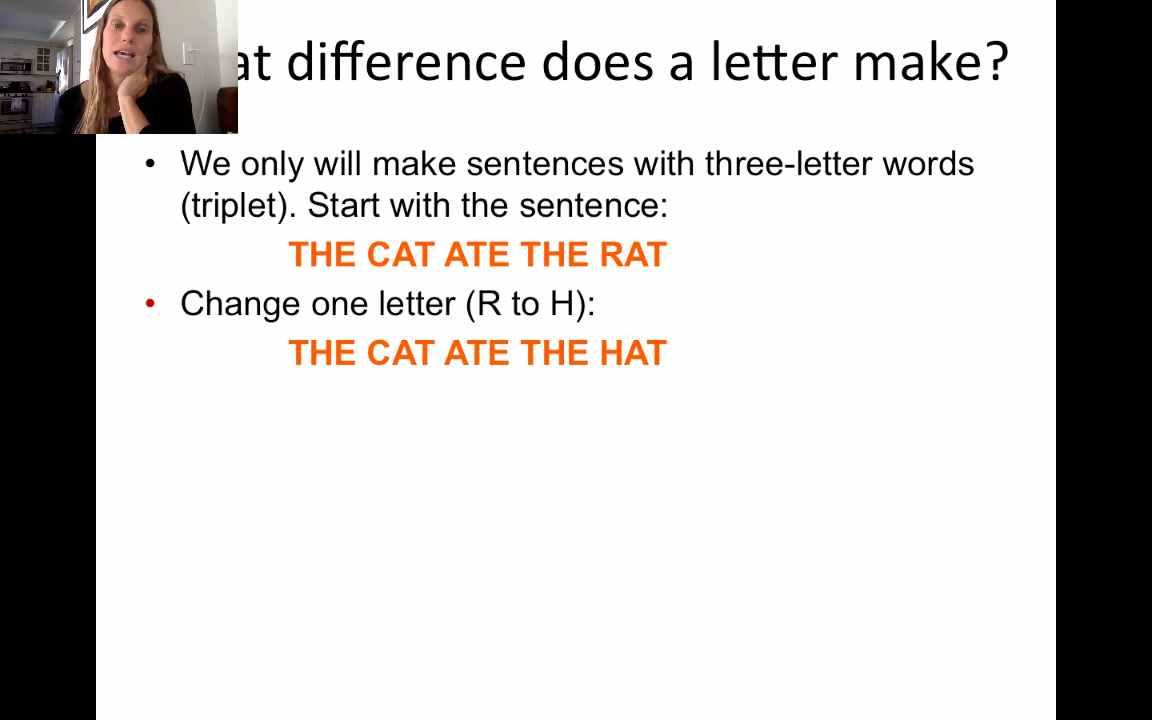 difference does a letter make?
• We only will make sentences with three-letter words
(triplet). Start with the sentence:
THE CAT ATE THE RAT
• Change one letter (R to H):
THE CAT ATE THE HAT